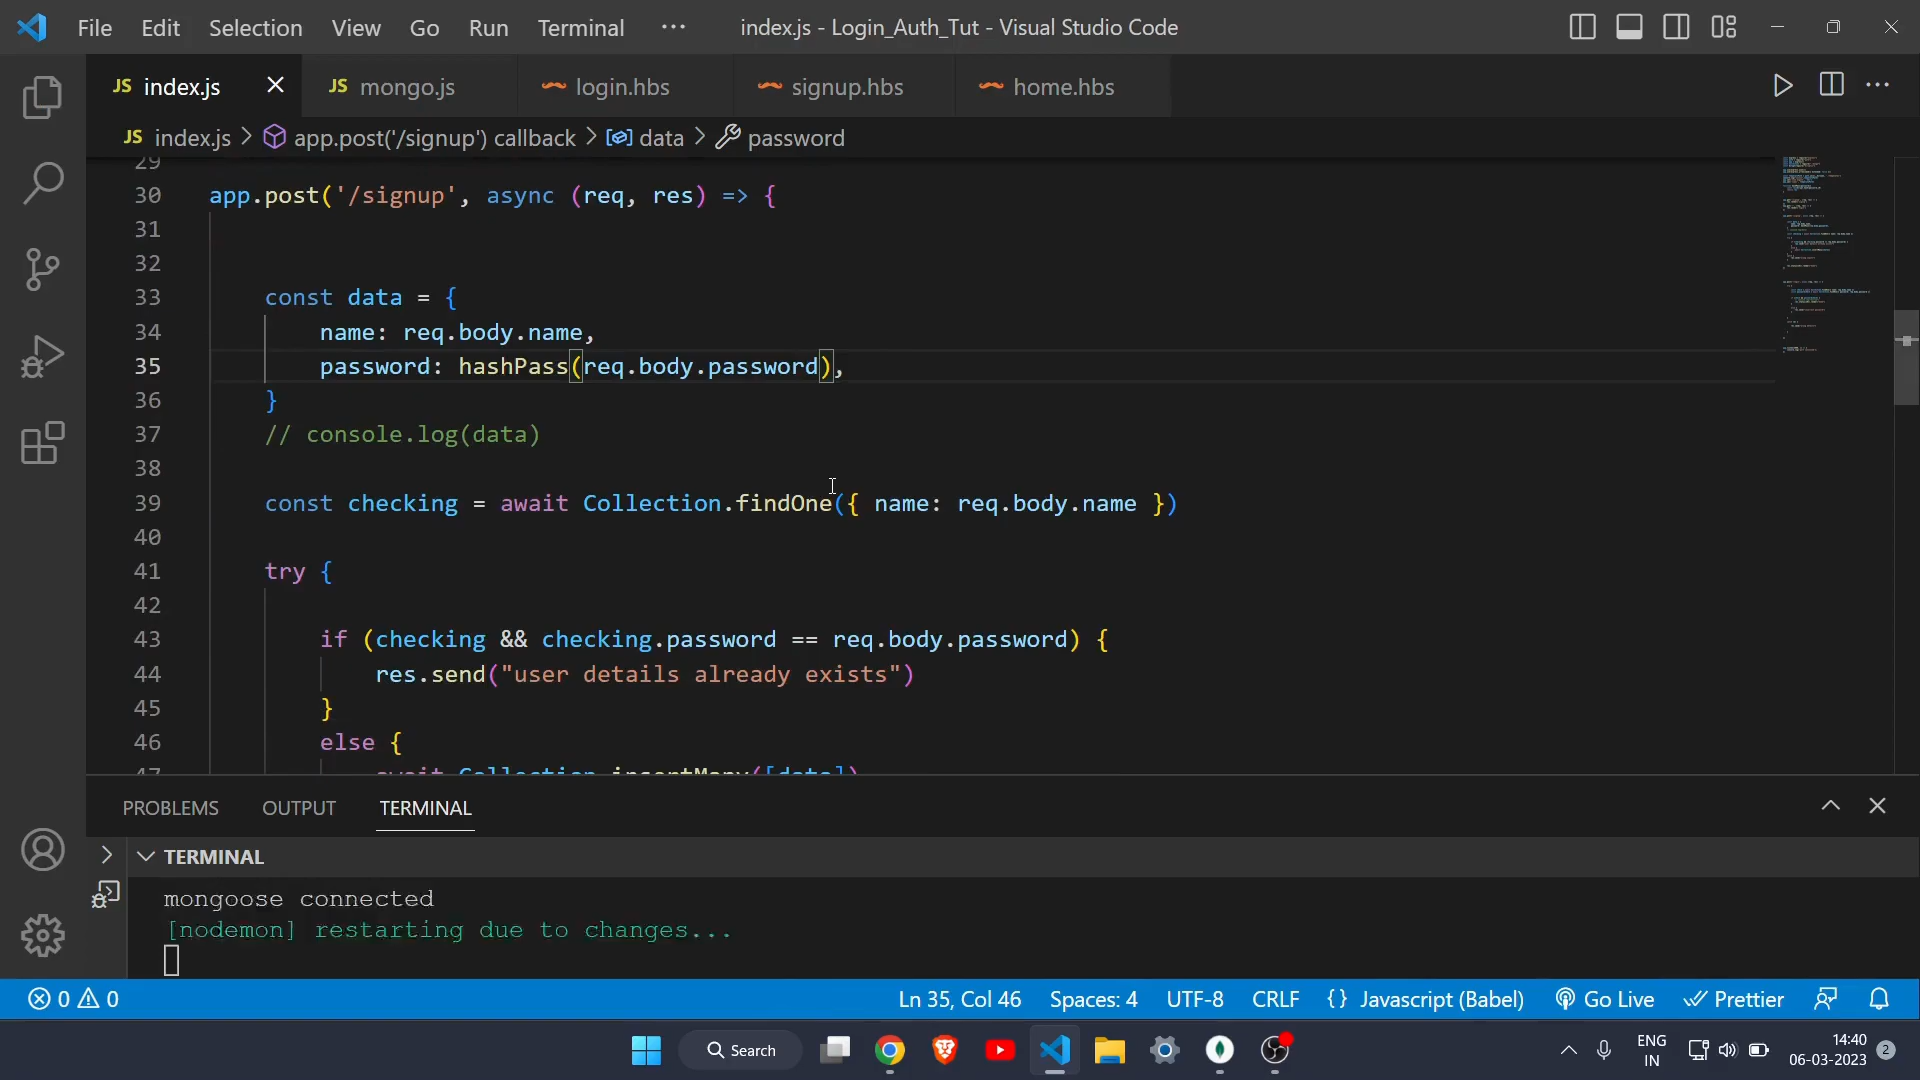 File Edit Selection View Go Run Terminal ··· index.js - Login_Auth_Tut - Visual Studio Code
JS index.js JS mongo.js login.hbs signup.hbs home.hbs
JS index.js > app.post('/signup') callback > data > password
29
30 app.post('/signup', async (req, res) => {
31
32
33 const data = {
34 name: req.body.name,
35 password: hashPass(req.body.password),
36 }
37 // console.log(data)
38
39 const checking = await Collection.findOne({ name: req.body.name })
40
41 try {
42
43 if (checking && checking.password == req.body.password) {
44 res.send("user details already exists")
45 }
46 else {
47 await Collection.insertMany([data])
PROBLEMS OUTPUT TERMINAL
TERMINAL
mongoose connected
[nodemon] restarting due to changes...
0 0 Ln 35, Col 46 Spaces: 4 UTF-8 CRLF {} Javascript (Babel) Go Live Prettier
Search
ENG
IN
14:40
06-03-2023
2